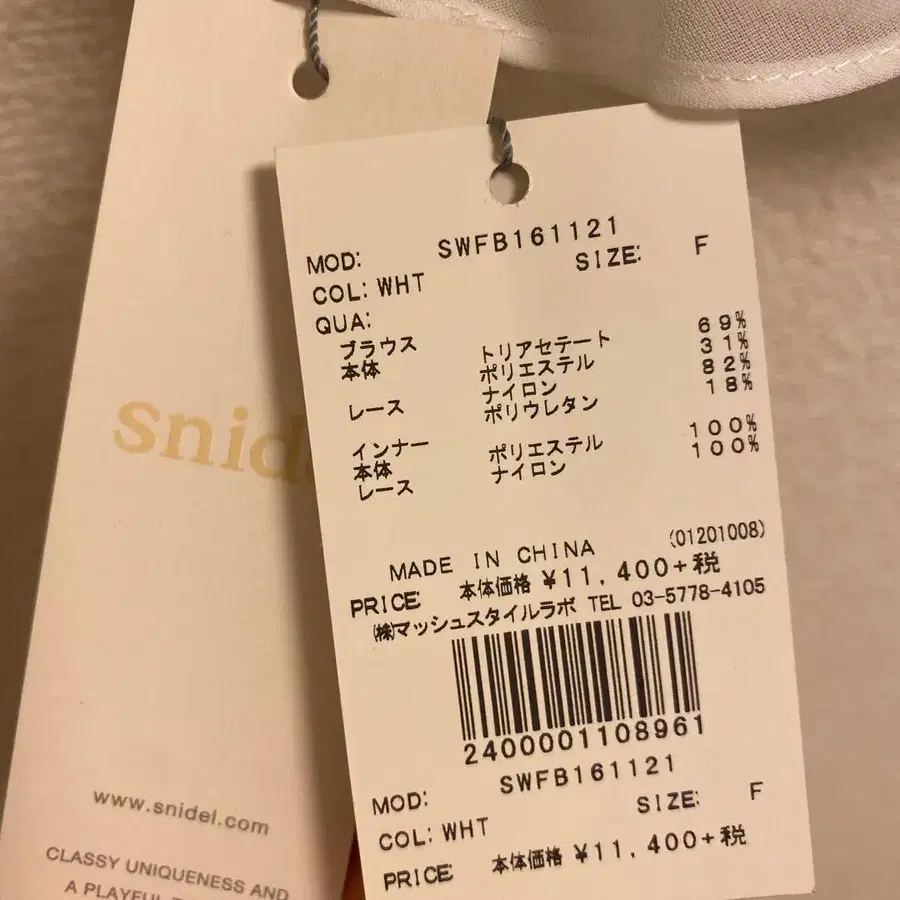 snide
www.snidel.com
CLASSY UNIQUENESS AND
A PLAYFUL
MOD: SWFB161121
COL: WHT SIZE: F
QUA:
ブラウス
本体 トリアセテート 69%
ポリエステル 31%
レース ナイロン 82%
ポリウレタン 18%
インナー
本体 ポリエステル 100%
レース ナイロン 100%
(01201008)
MADE IN CHINA
PRICE: 本体価格 ¥11,400+税
㈱マッシュスタイルラボ TEL 03-5778-4105
2400001108961
MOD: SWFB161121
COL: WHT SIZE: F
PRICE: 本体価格 ¥11,400+税